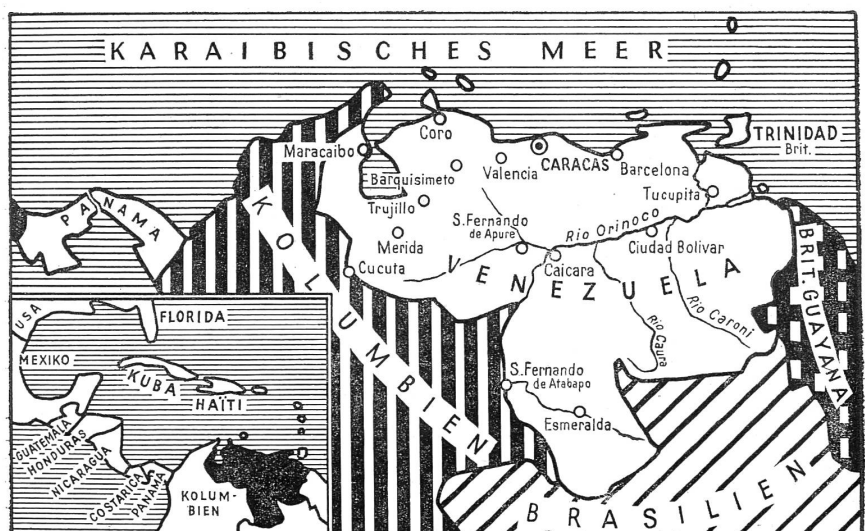 KARAIBISCHES MEER
Coro
TRINIDAD
Brit.
Maracaibo
CARACAS
Valencia
Barcelona
Barquisimeto
Tucupita
Trujillo
PANAMA
S. Fernando
de Apure
Rio Orinoco
Merida
Ciudad Bolivar
Cucuta
Caicara
VENEZUELA
KOLUMBIEN
BRIT. GUAYANA
Rio Caura
Rio Caroni
S. Fernando
de Atabapo
Esmeralda
BRASILIEN
USA
FLORIDA
MEXIKO
KUBA
HAÏTI
GUATEMALA
HONDURAS
NICARAGUA
COSTARICA
PANAMA
KOLUM-
BIEN